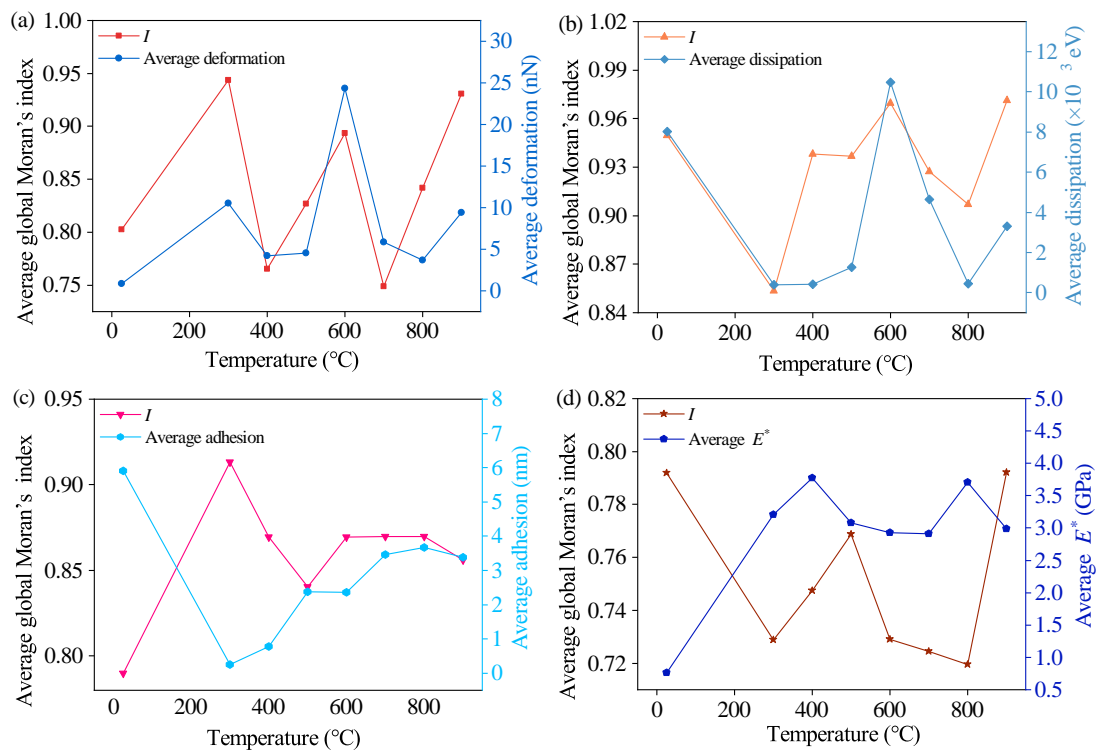 (a)
1.00
0.95
0.90
0.85
0.80
0.75
Average global Moran's index
I
Average deformation
30
25
20
15
10
5
0
Average deformation (nN)
0 200 400 600 800
Temperature (°C)
(b)
1.02
0.99
0.96
0.93
0.90
0.87
0.84
Average global Moran's index
I
Average dissipation
12
10
8
6
4
2
0
Average dissipation (×10 ³ eV)
0 200 400 600 800
Temperature (°C)
(c)
0.95
0.90
0.85
0.80
Average global Moran's index
I
Average adhesion
8
7
6
5
4
3
2
1
0
Average adhesion (nm)
0 200 400 600 800
Temperature (°C)
(d)
0.82
0.80
0.78
0.76
0.74
0.72
Average global Moran's index
I
Average E*
5.0
4.5
4.0
3.5
3.0
2.5
2.0
1.5
1.0
0.5
Average E* (GPa)
0 200 400 600 800
Temperature (°C)